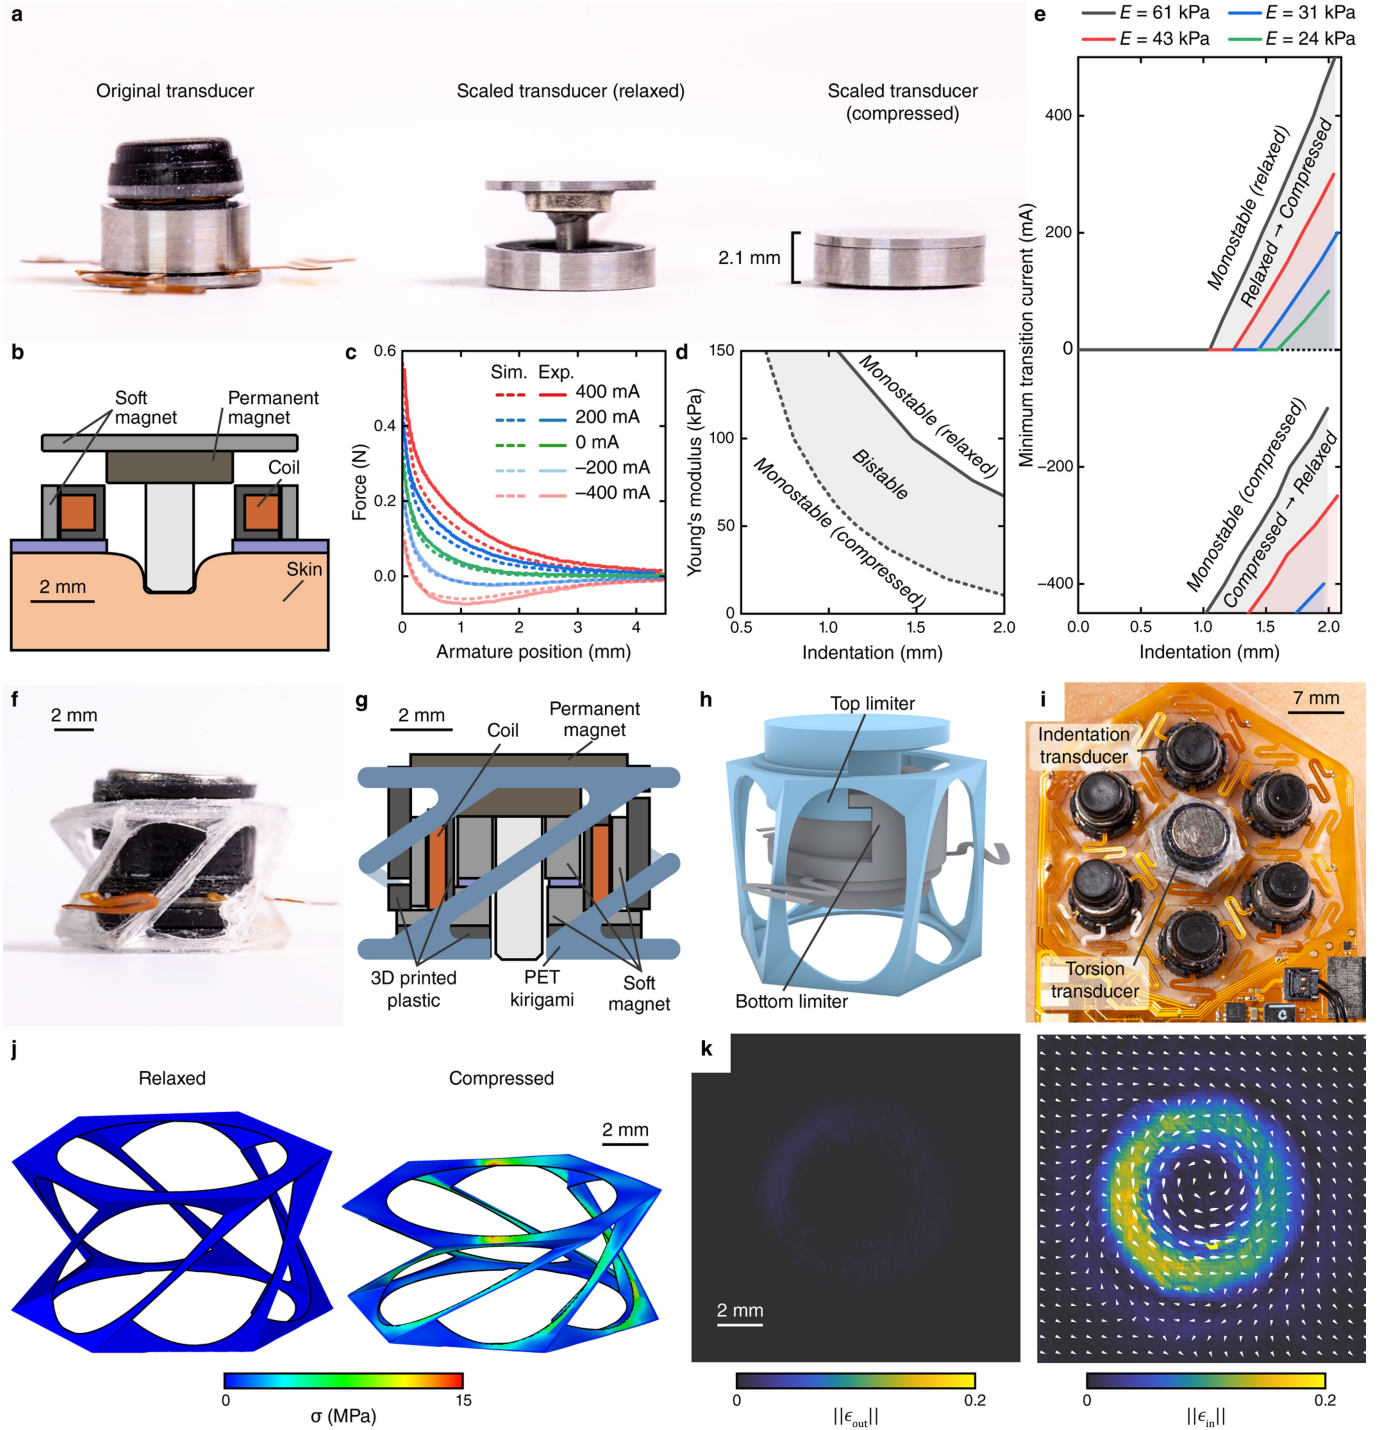 a
Original transducer
Scaled transducer (relaxed)
Scaled transducer
(compressed)
2.1 mm
b
Soft
magnet
Permanent
magnet
Coil
Skin
2 mm
c
Sim. Exp.
400 mA
200 mA
0 mA
–200 mA
–400 mA
Force (N)
0.6
0.4
0.2
0.0
0 1 2 3 4
Armature position (mm)
d
Young's modulus (kPa)
150
100
50
0
0.5 1.0 1.5 2.0
Indentation (mm)
Monostable (relaxed)
Bistable
Monostable (compressed)
e
E = 61 kPa
E = 31 kPa
E = 43 kPa
E = 24 kPa
Minimum transition current (mA)
400
200
0
−200
−400
0.0 0.5 1.0 1.5 2.0
Indentation (mm)
Monostable (relaxed)
Relaxed → Compressed
Monostable (compressed)
Compressed → Relaxed
f
2 mm
g
2 mm
Coil
Permanent
magnet
3D printed
plastic
PET
kirigami
Soft
magnet
h
Top limiter
Bottom limiter
i
7 mm
Indentation
transducer
Torsion
transducer
j
Relaxed
Compressed
2 mm
0
15
σ (MPa)
k
2 mm
0
0.2
||ϵout||
0
0.2
||ϵin||